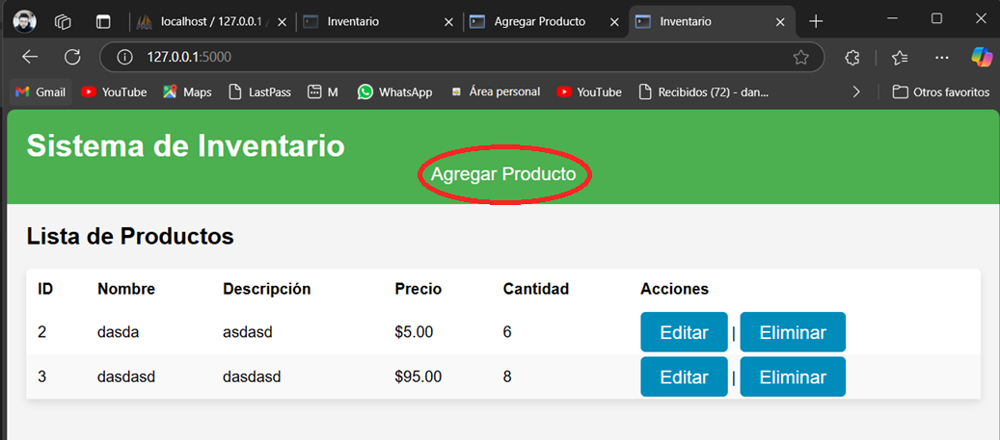 localhost / 127.0.0.1 /
Inventario
Agregar Producto
Inventario
127.0.0.1:5000
Gmail
YouTube
Maps
LastPass
M
WhatsApp
Área personal
YouTube
Recibidos (72) - dan...
Otros favoritos
Sistema de Inventario
Agregar Producto
Lista de Productos
ID Nombre Descripción Precio Cantidad Acciones
2 dasda asdasd $5.00 6 Editar | Eliminar
3 dasdasd dasdasd $95.00 8 Editar | Eliminar